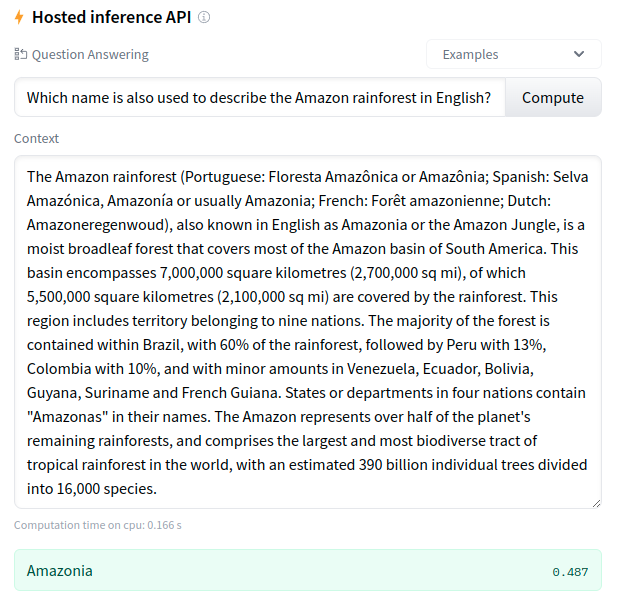 Hosted inference API
Question Answering
Examples
Which name is also used to describe the Amazon rainforest in English?
Compute
Context
The Amazon rainforest (Portuguese: Floresta Amazônica or Amazônia; Spanish: Selva
Amazónica, Amazonía or usually Amazonia; French: Forêt amazonienne; Dutch:
Amazoneregenwoud), also known in English as Amazonia or the Amazon Jungle, is a
moist broadleaf forest that covers most of the Amazon basin of South America. This
basin encompasses 7,000,000 square kilometres (2,700,000 sq mi), of which
5,500,000 square kilometres (2,100,000 sq mi) are covered by the rainforest. This
region includes territory belonging to nine nations. The majority of the forest is
contained within Brazil, with 60% of the rainforest, followed by Peru with 13%,
Colombia with 10%, and with minor amounts in Venezuela, Ecuador, Bolivia,
Guyana, Suriname and French Guiana. States or departments in four nations contain
"Amazonas" in their names. The Amazon represents over half of the planet's
remaining rainforests, and comprises the largest and most biodiverse tract of
tropical rainforest in the world, with an estimated 390 billion individual trees divided
into 16,000 species.
Computation time on cpu: 0.166 s
Amazonia
0.487